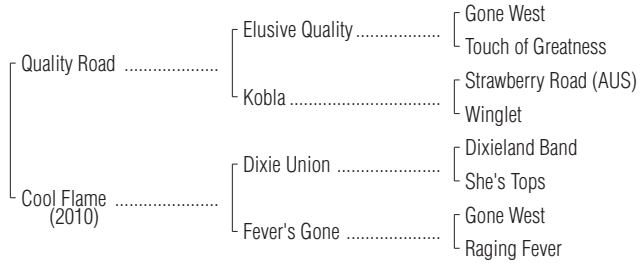 Gone West
Elusive Quality ..................
Touch of Greatness
Quality Road ....................
Strawberry Road (AUS)
Kobla ................................
Winglet
Dixieland Band
Dixie Union ......................
She's Tops
Cool Flame ......................
(2010)
Gone West
Fever's Gone ....................
Raging Fever